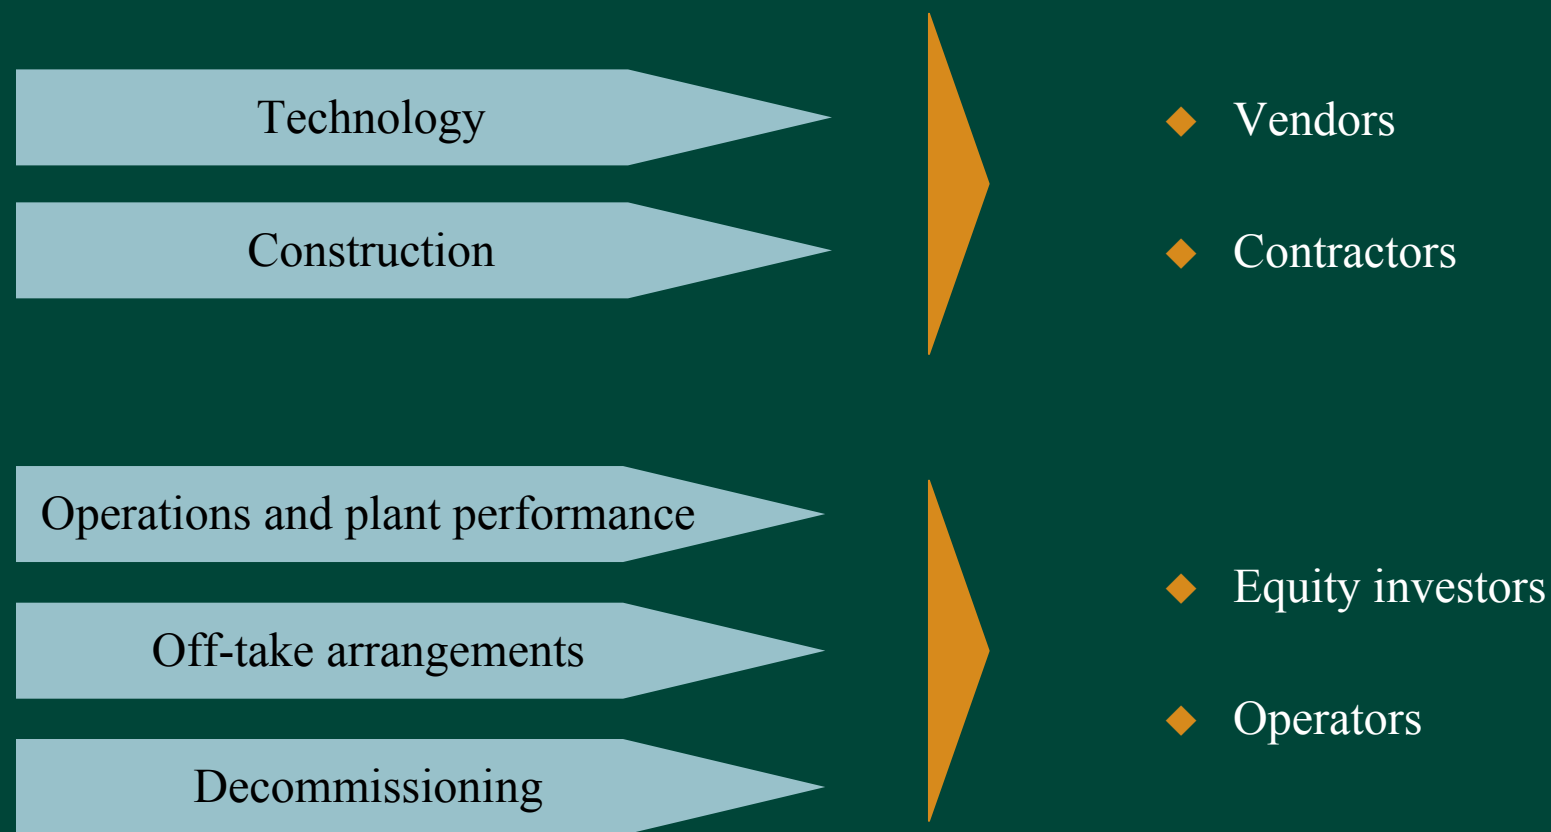 Technology
Vendors
Construction
Contractors
Operations and plant performance
Equity investors
Off-take arrangements
Operators
Decommissioning